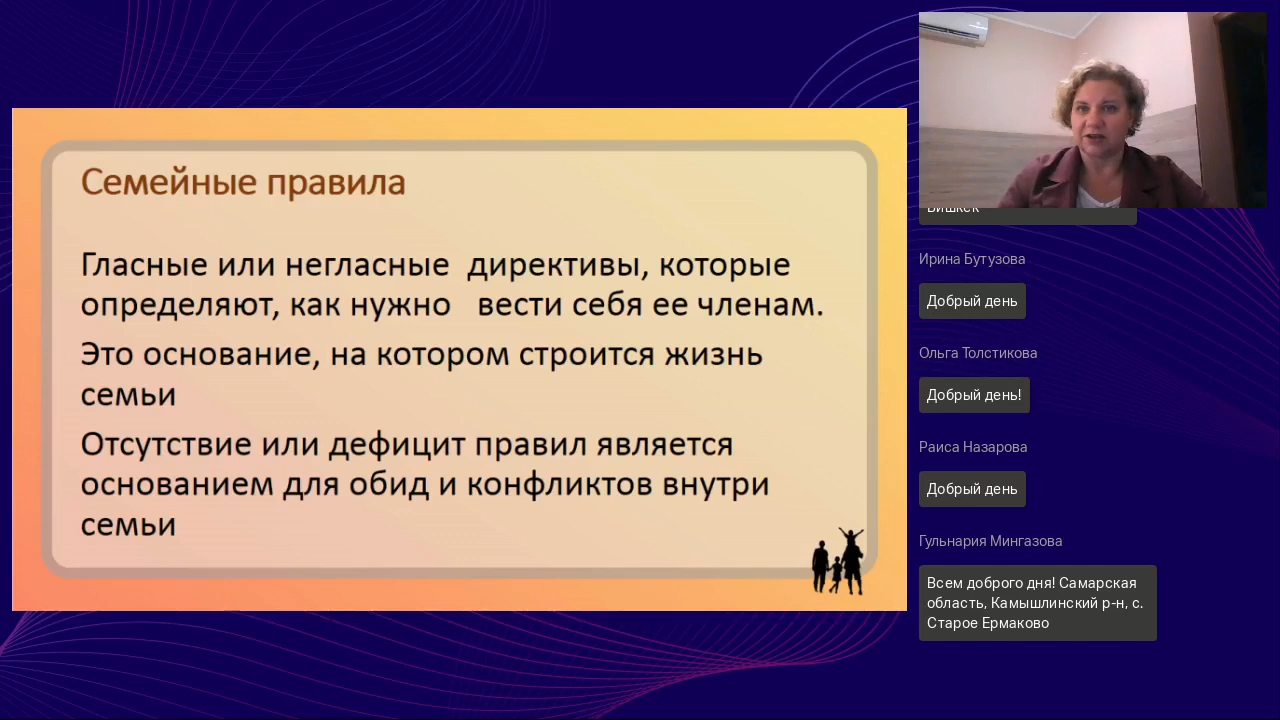 Семейные правила
Гласные или негласные директивы, которые
определяют, как нужно вести себя ее членам.
Это основание, на котором строится жизнь
семьи
Отсутствие или дефицит правил является
основанием для обид и конфликтов внутри
семьи
Бишкек
Ирина Бутузова
Добрый день
Ольга Толстикова
Добрый день!
Раиса Назарова
Добрый день
Гульнария Мингазова
Всем доброго дня! Самарская
область, Камышлинский р-н, с.
Старое Ермаково